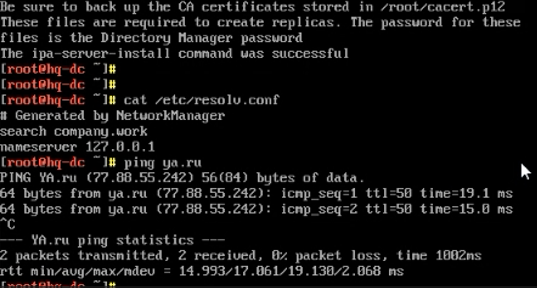 Be sure to back up the CA certificates stored in /root/cacert.p12
These files are required to create replicas. The password for these
files is the Directory Manager password
The ipa-server-install command was successful
[root@hq-dc ~]#
[root@hq-dc ~]#
[root@hq-dc ~]# cat /etc/resolv.conf
# Generated by NetworkManager
search company.work
nameserver 127.0.0.1
[root@hq-dc ~]# ping ya.ru
PING YA.ru (77.88.55.242) 56(84) bytes of data.
64 bytes from ya.ru (77.88.55.242): icmp_seq=1 ttl=50 time=19.1 ms
64 bytes from ya.ru (77.88.55.242): icmp_seq=2 ttl=50 time=15.0 ms
^C
--- YA.ru ping statistics ---
2 packets transmitted, 2 received, 0% packet loss, time 1002ms
rtt min/avg/max/mdev = 14.993/17.061/19.130/2.068 ms
[root@hq-dc ~]#